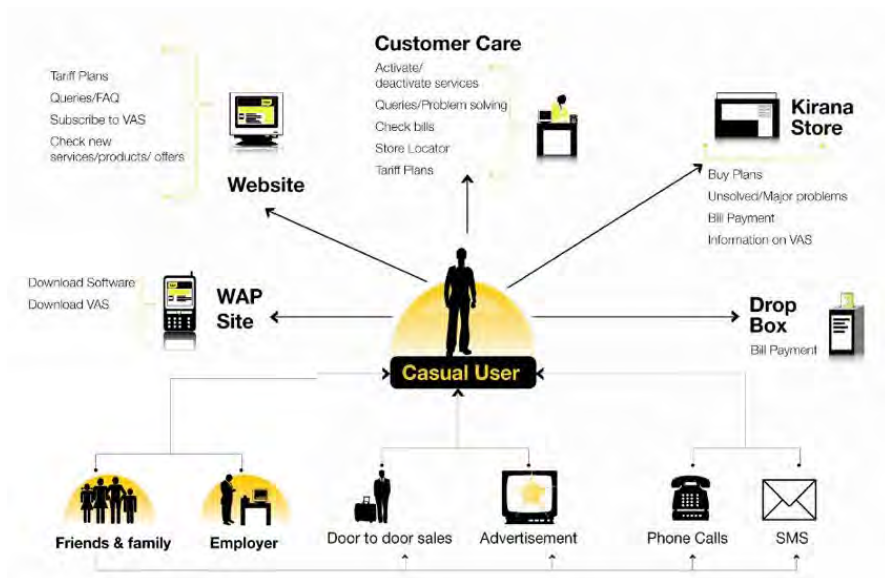 Customer Care
Activate/
deactivate services
Queries/Problem solving
Check bills
Store Locator
Tariff Plans
Tariff Plans
Queries/FAQ
Subscribe to VAS
Check new
services/products/ offers
Website
Kirana
Store
Buy Plans
Unsolved/Major problems
Bill Payment
Information on VAS
Download Software
Download VAS
WAP
Site
Drop
Box
Bill Payment
Casual User
Friends & family
Employer
Door to door sales
Advertisement
Phone Calls
SMS